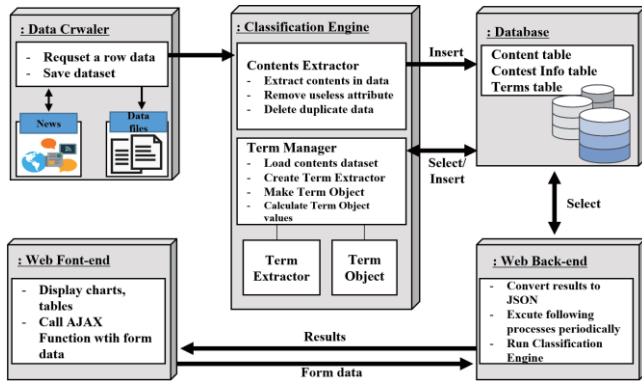 : Data Crwaler
- Requset a row data
- Save dataset
News
Data
files
: Classification Engine
Contents Extractor
- Extract contents in data
- Remove useless attribute
- Delete duplicate data
Term Manager
- Load contents dataset
- Create Term Extractor
- Make Term Object
- Calculate Term Object
values
Term
Extractor
Term
Object
Insert
Select/
Insert
: Database
Content table
Contest Info table
Terms table
Select
: Web Font-end
- Display charts,
tables
- Call AJAX
Function wtih form
data
Results
Form data
: Web Back-end
- Convert results to
JSON
- Excute following
processes periodically
- Run Classification
Engine